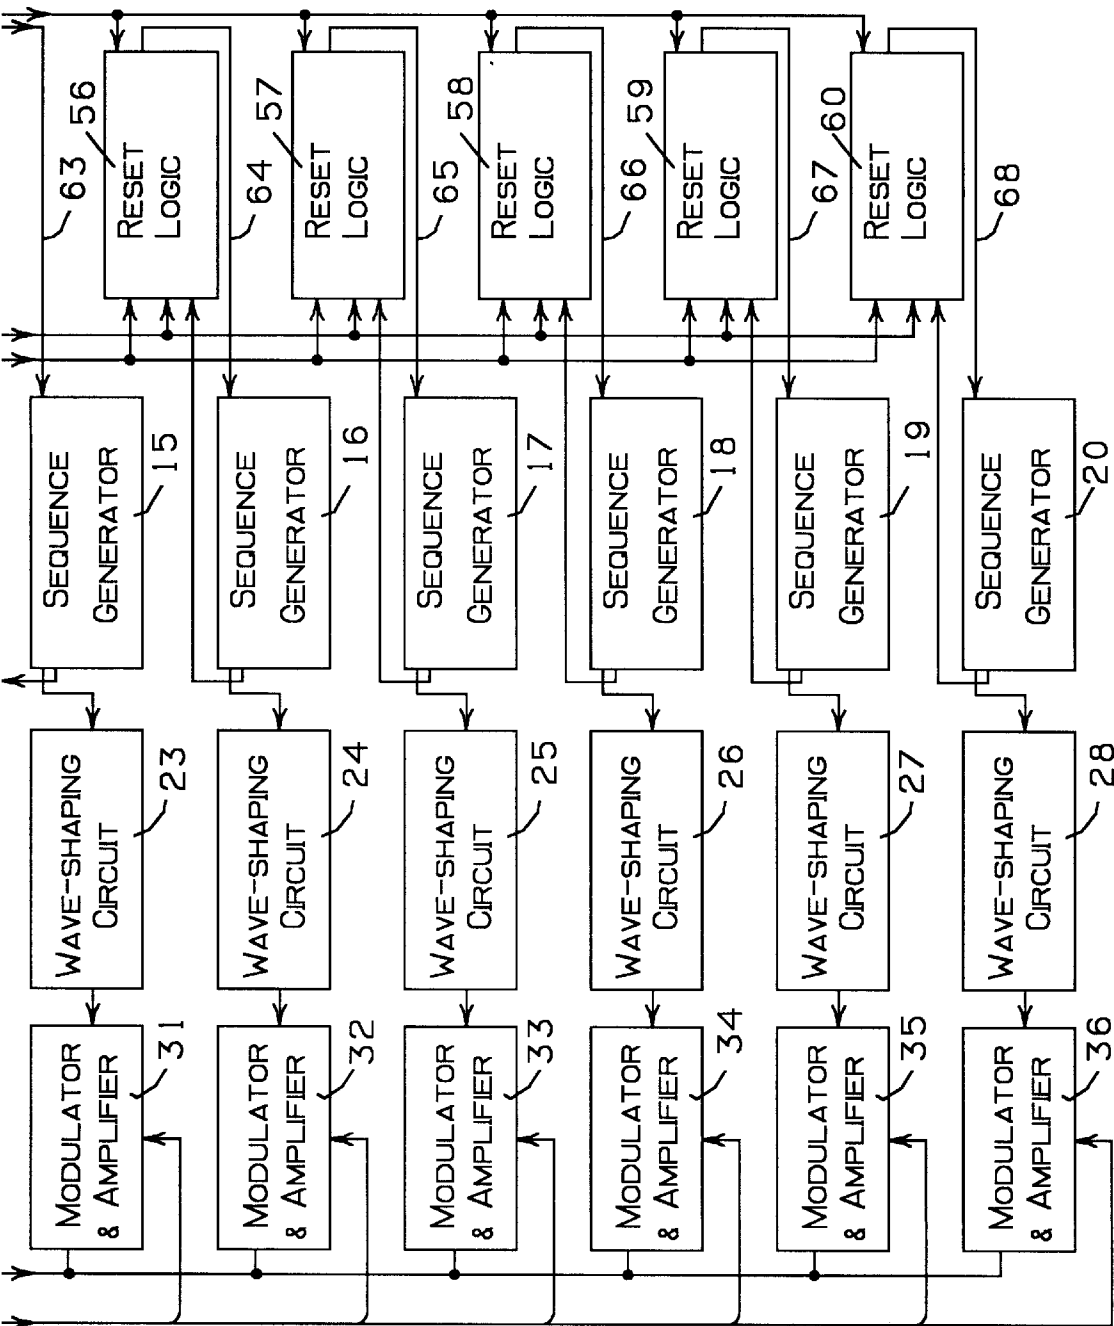 RESET
LOGIC
56
RESET
LOGIC
57
RESET
LOGIC
58
RESET
LOGIC
59
RESET
LOGIC
60
63
64
65
66
67
68
SEQUENCE
GENERATOR
15
SEQUENCE
GENERATOR
16
SEQUENCE
GENERATOR
17
SEQUENCE
GENERATOR
18
SEQUENCE
GENERATOR
19
SEQUENCE
GENERATOR
20
WAVE-SHAPING
CIRCUIT
23
WAVE-SHAPING
CIRCUIT
24
WAVE-SHAPING
CIRCUIT
25
WAVE-SHAPING
CIRCUIT
26
WAVE-SHAPING
CIRCUIT
27
WAVE-SHAPING
CIRCUIT
28
MODULATOR
& AMPLIFIER
31
MODULATOR
& AMPLIFIER
32
MODULATOR
& AMPLIFIER
33
MODULATOR
& AMPLIFIER
34
MODULATOR
& AMPLIFIER
35
MODULATOR
& AMPLIFIER
36